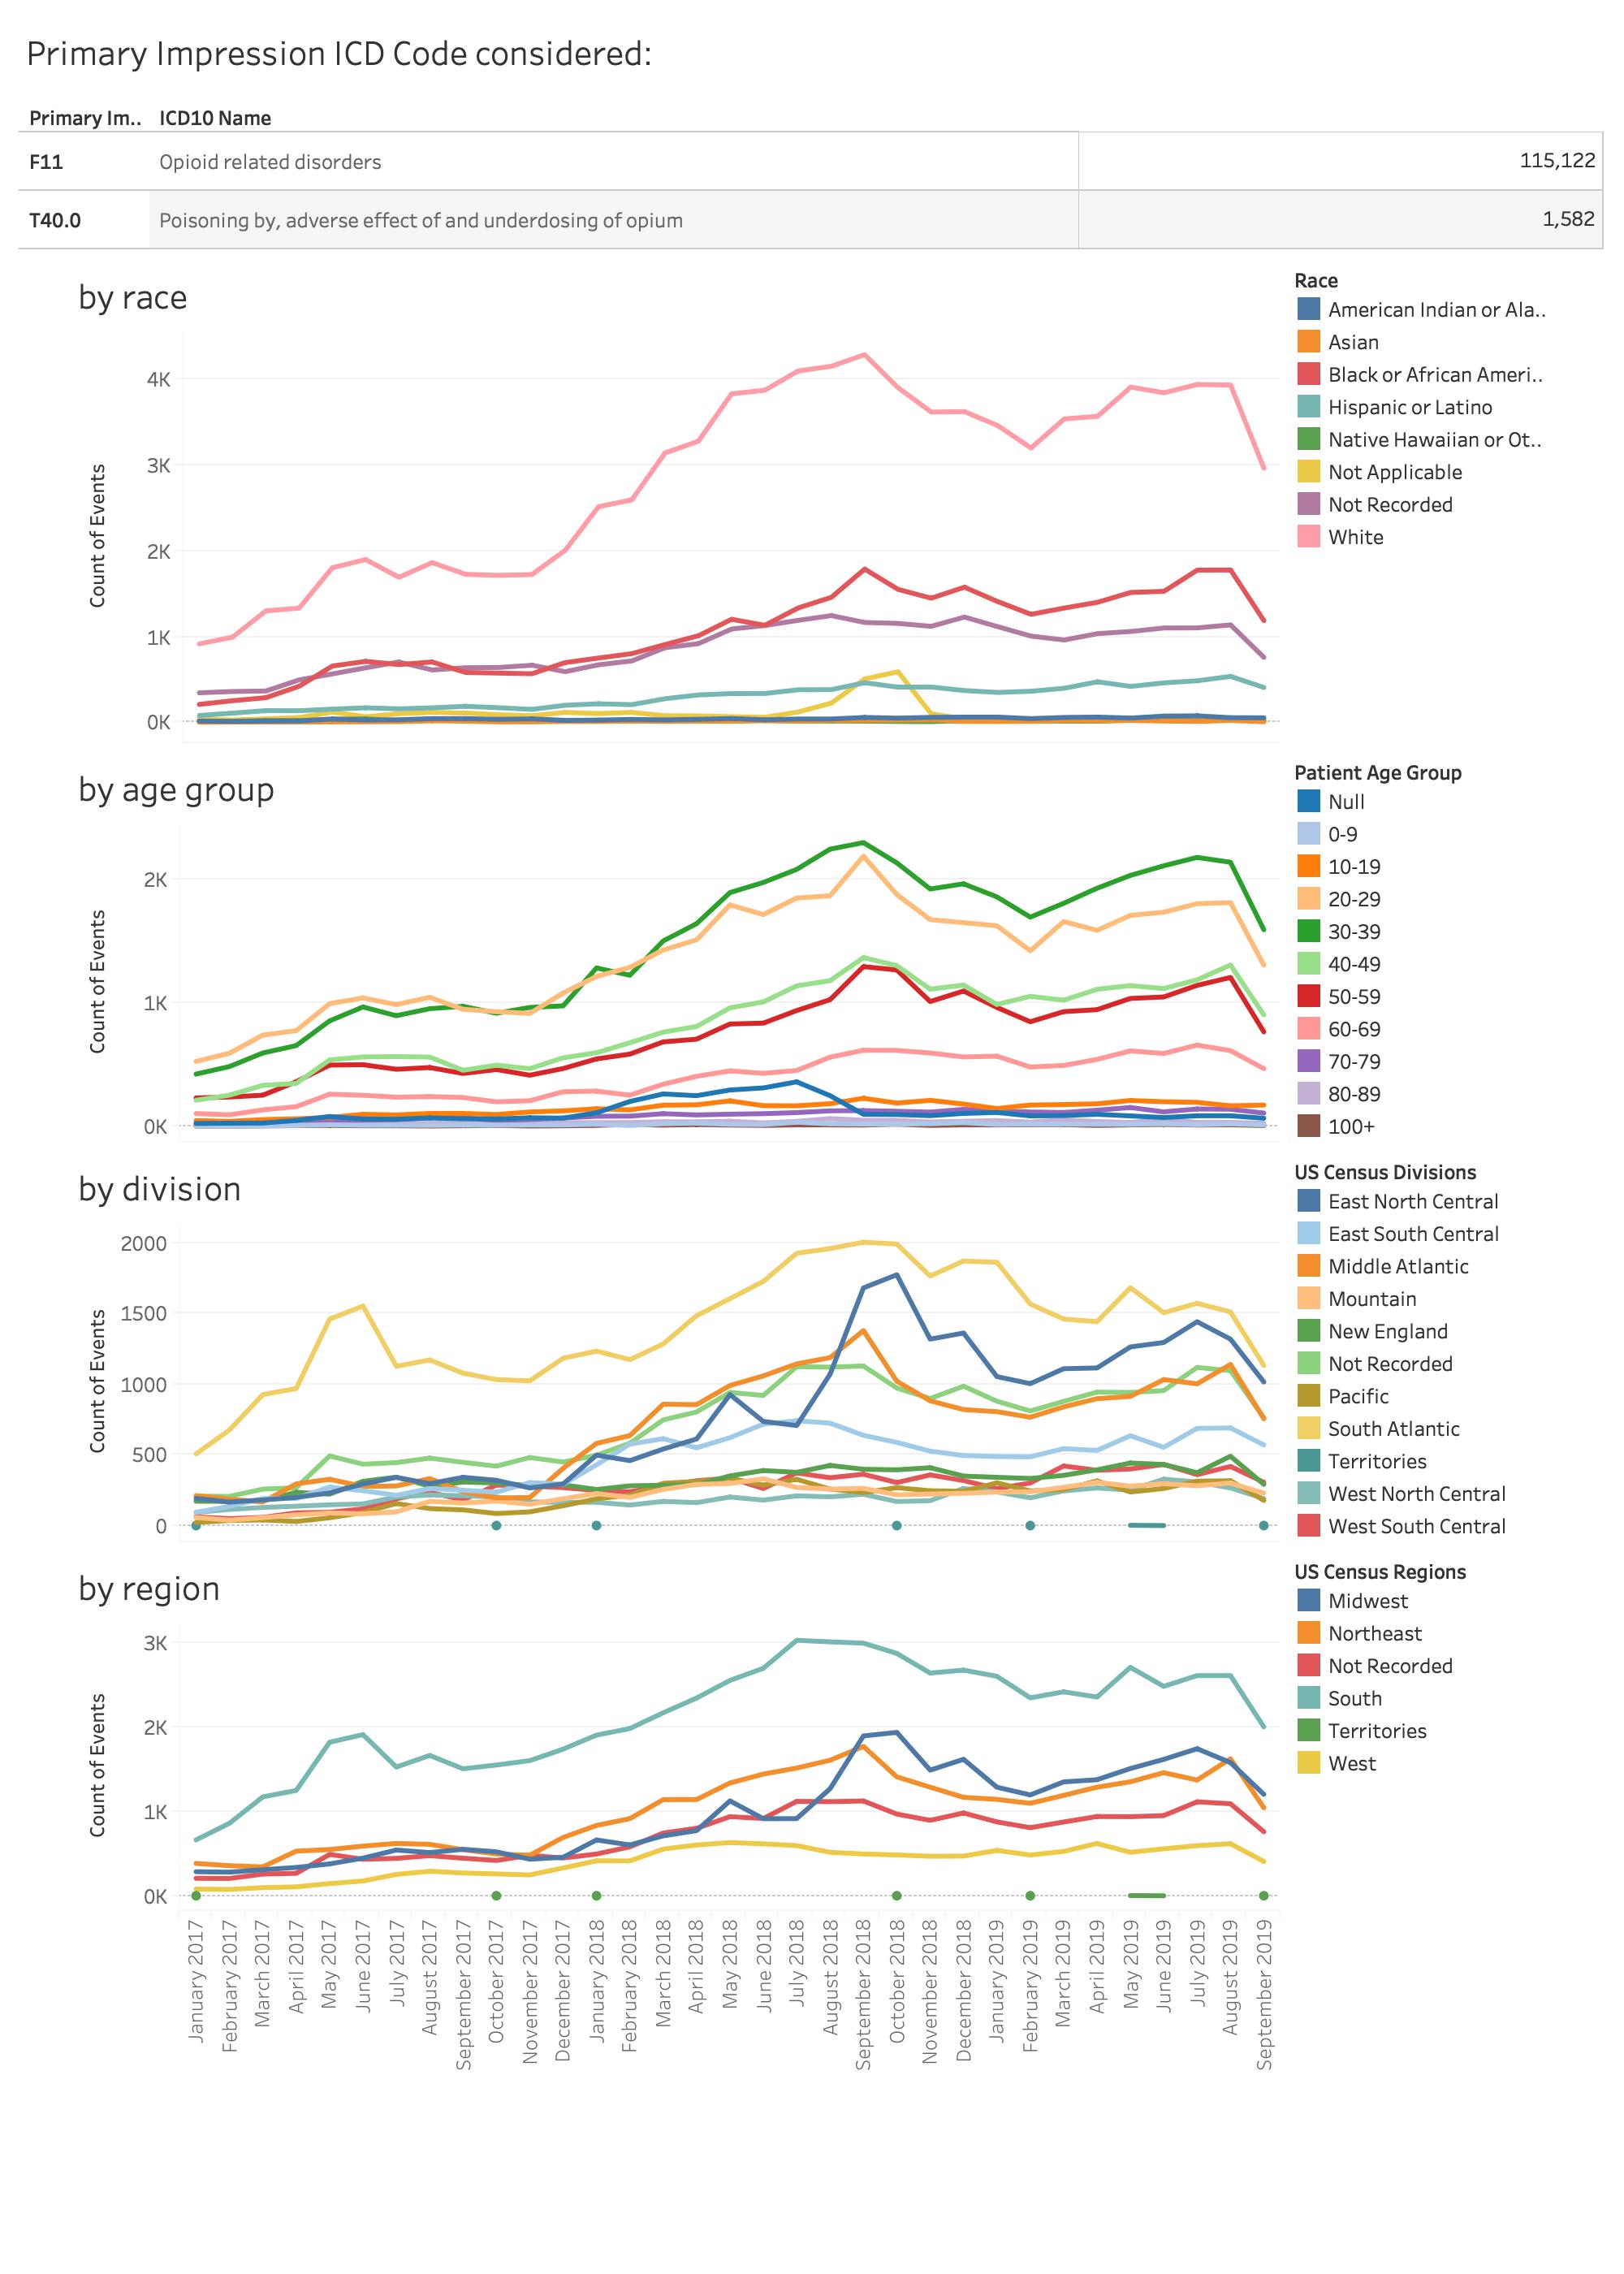 Primary Impression ICD Code considered:
Primary Im.. ICD10 Name
F11 Opioid related disorders 115,122
T40.0 Poisoning by, adverse effect of and underdosing of opium 1,582
by race
4K
3K
2K
1K
0K
Count of Events
Race
American Indian or Ala..
Asian
Black or African Ameri..
Hispanic or Latino
Native Hawaiian or Ot..
Not Applicable
Not Recorded
White
by age group
2K
1K
0K
Count of Events
Patient Age Group
Null
0-9
10-19
20-29
30-39
40-49
50-59
60-69
70-79
80-89
100+
by division
2000
1500
1000
500
0
Count of Events
US Census Divisions
East North Central
East South Central
Middle Atlantic
Mountain
New England
Not Recorded
Pacific
South Atlantic
Territories
West North Central
West South Central
by region
3K
2K
1K
0K
Count of Events
US Census Regions
Midwest
Northeast
Not Recorded
South
Territories
West
January 2017
February 2017
March 2017
April 2017
May 2017
June 2017
July 2017
August 2017
September 2017
October 2017
November 2017
December 2017
January 2018
February 2018
March 2018
April 2018
May 2018
June 2018
July 2018
August 2018
September 2018
October 2018
November 2018
December 2018
January 2019
February 2019
March 2019
April 2019
May 2019
June 2019
July 2019
August 2019
September 2019